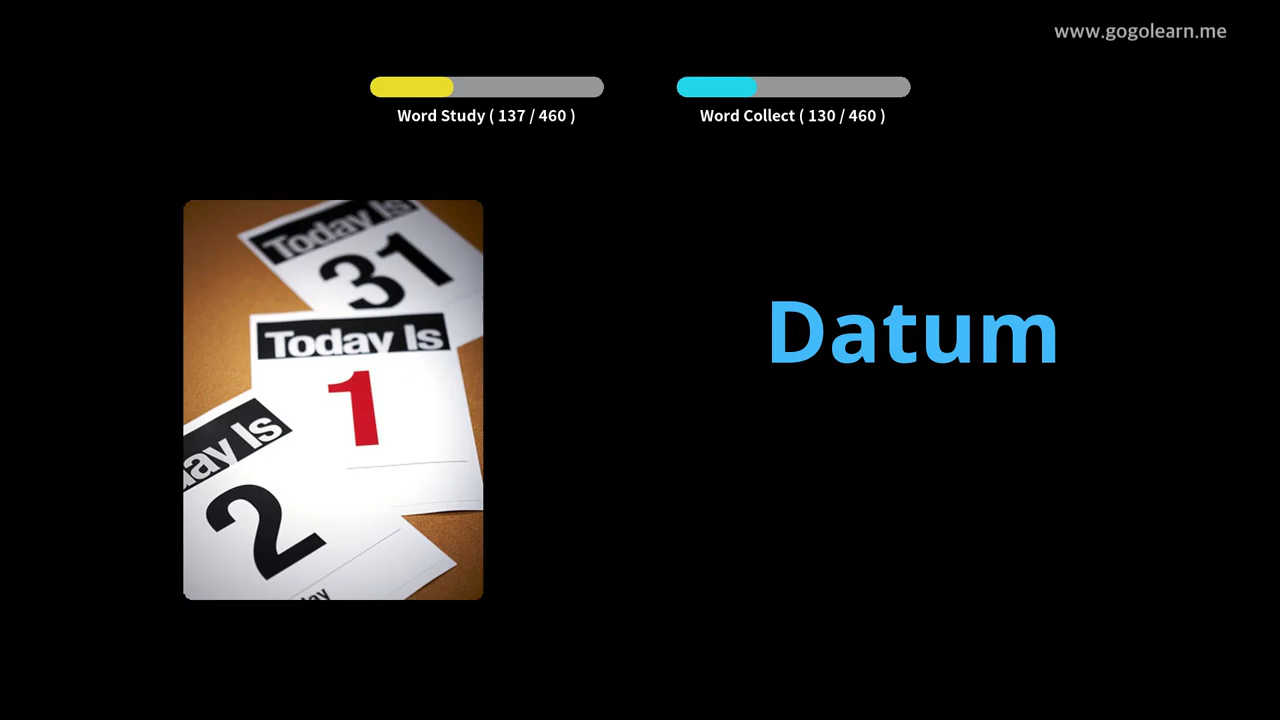 www.gogolearn.me
Word Study ( 137 / 460 )
Word Collect ( 130 / 460 )
Today Is
31
Today Is
1
ay Is
2
ay
Datum